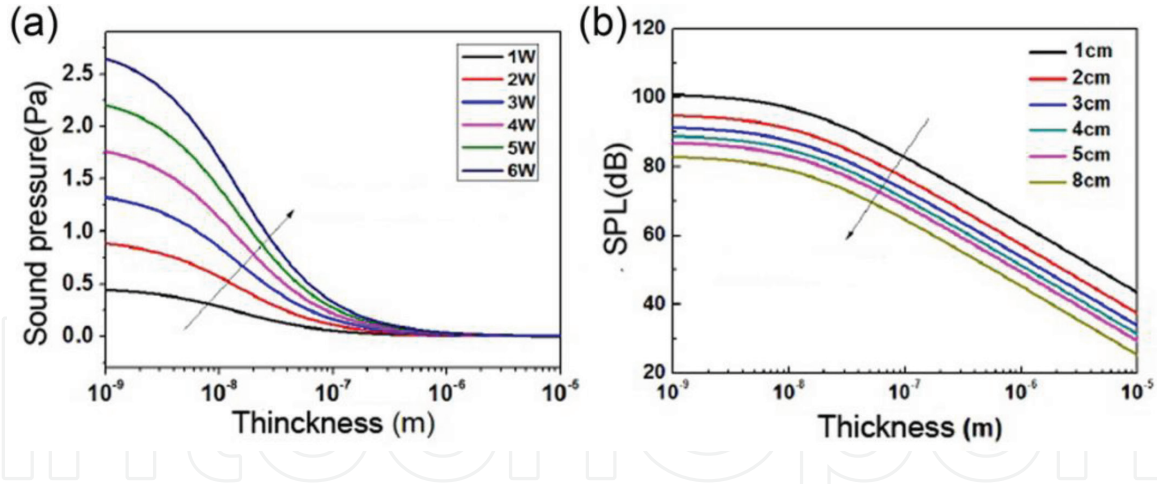 (a)
Sound pressure(Pa)
2.5
2.0
1.5
1.0
0.5
0.0
1W
2W
3W
4W
5W
6W
10-9
10-8
10-7
10-6
10-5
Thinckness (m)
(b)
SPL(dB)
120
100
80
60
40
20
1cm
2cm
3cm
4cm
5cm
8cm
10-9
10-8
10-7
10-6
10-5
Thickness (m)